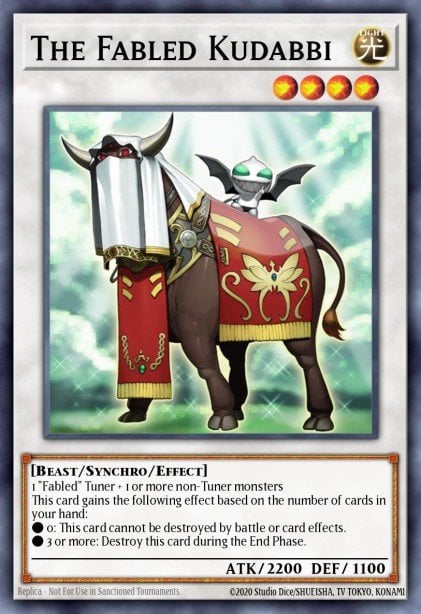 The Fabled Kudabbi
LIGHT
光
[Beast/Synchro/Effect]
1 "Fabled" Tuner + 1 or more non-Tuner monsters
This card gains the following effect based on the number of cards in
your hand:
● 0: This card cannot be destroyed by battle or card effects.
● 3 or more: Destroy this card during the End Phase.
ATK/2200 DEF/1100
Replica - Not For Use in Sanctioned Tournaments. ©2020 Studio Dice/SHUEISHA, TV TOKYO, KONAMI